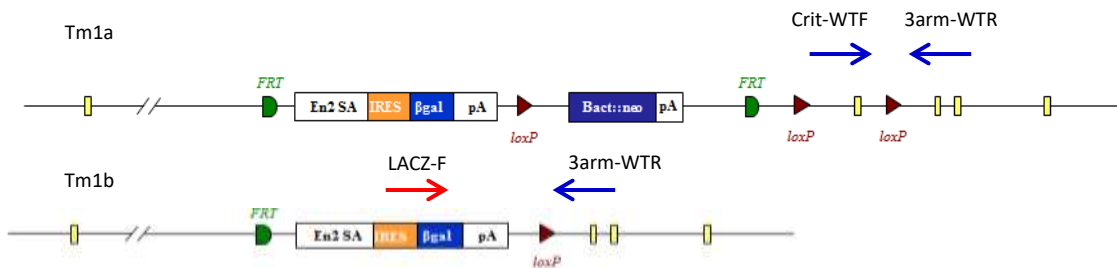 Crit-WTF 3arm-WTR
Tm1a
FRT FRT
En2 SA IRES βgal pA Bact::neo pA
loxP loxP loxP
LACZ-F 3arm-WTR
Tm1b
FRT
En2 SA IRES βgal pA
loxP